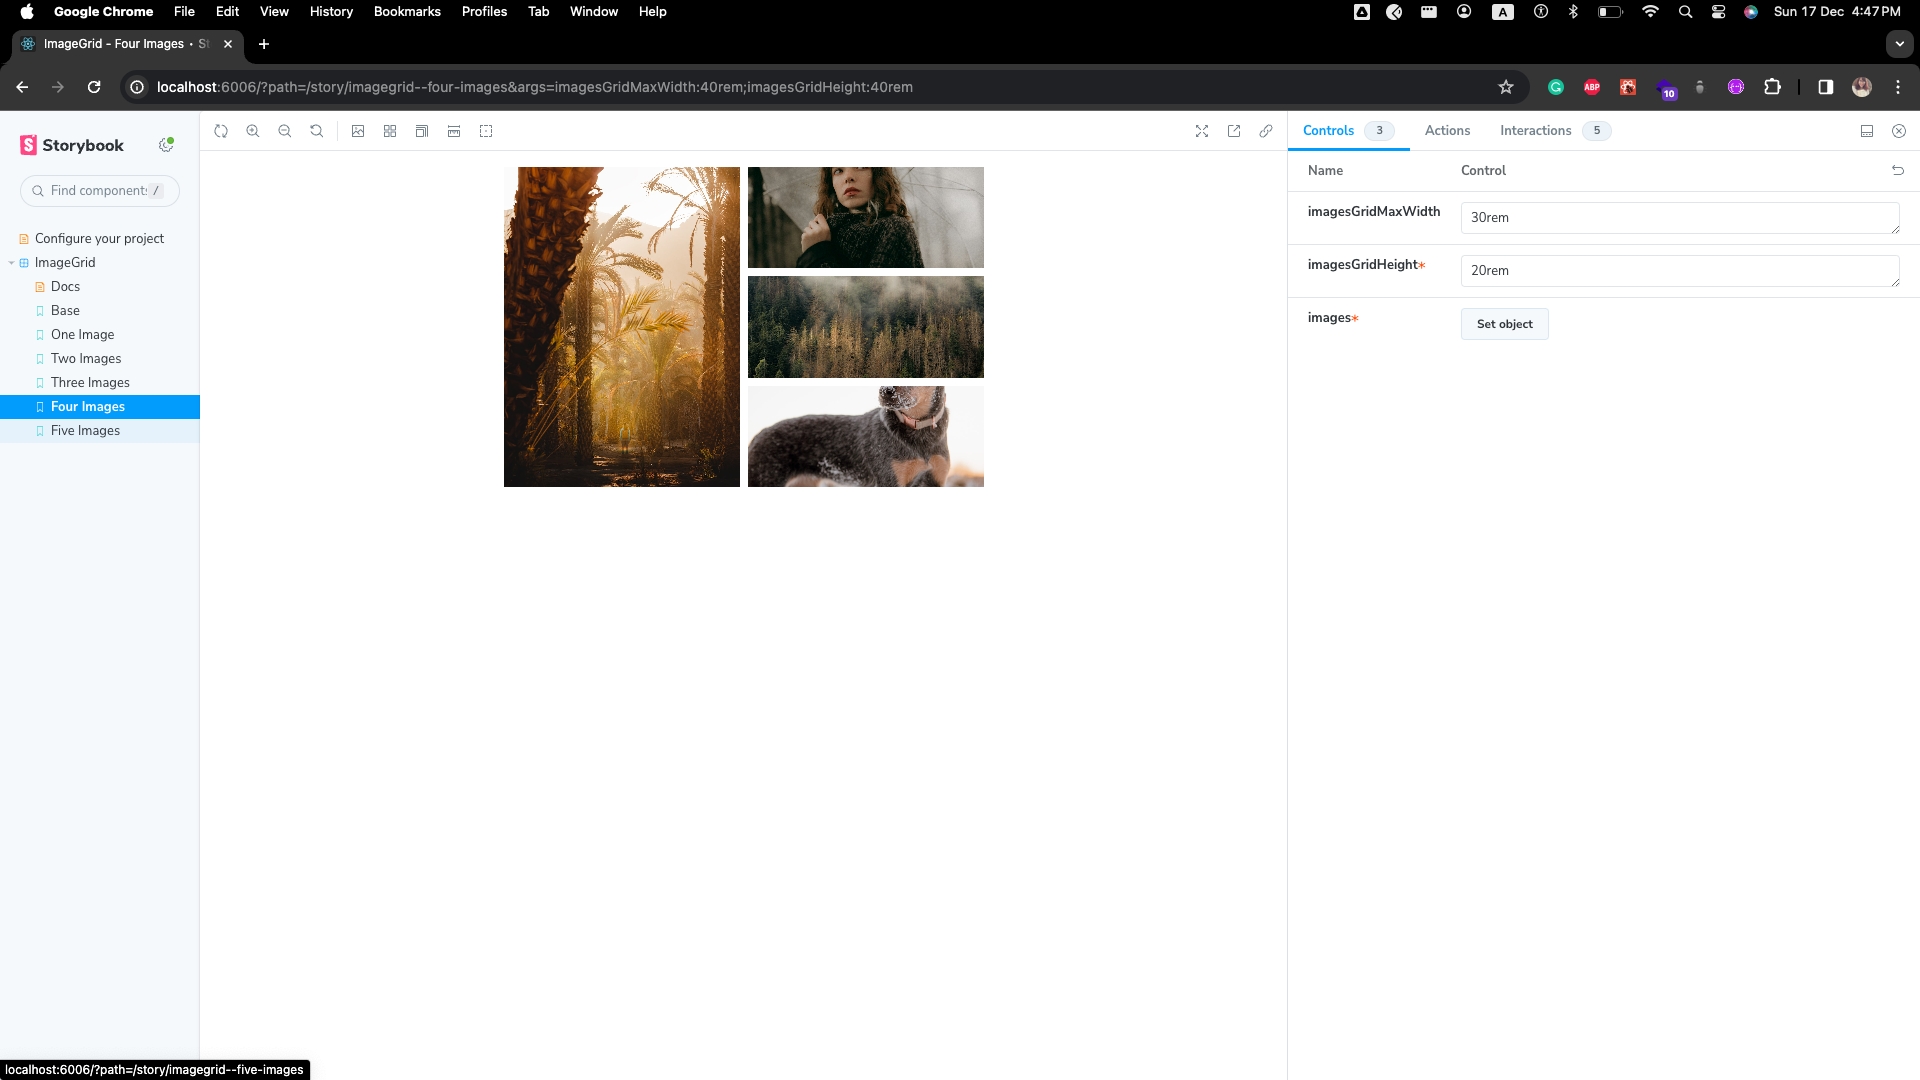 Google Chrome File Edit View History Bookmarks Profiles Tab Window Help A Sun 17 Dec 4:47 PM
ImageGrid - Four Images • St
localhost:6006/?path=/story/imagegrid--four-images&args=imagesGridMaxWidth:40rem;imagesGridHeight:40rem ABP 10
Storybook
Find components /
Configure your project
ImageGrid
Docs
Base
One Image
Two Images
Three Images
Four Images
Five Images
Controls 3 Actions Interactions 5
Name Control
imagesGridMaxWidth 30rem
imagesGridHeight* 20rem
images* Set object
localhost:6006/?path=/story/imagegrid--five-images